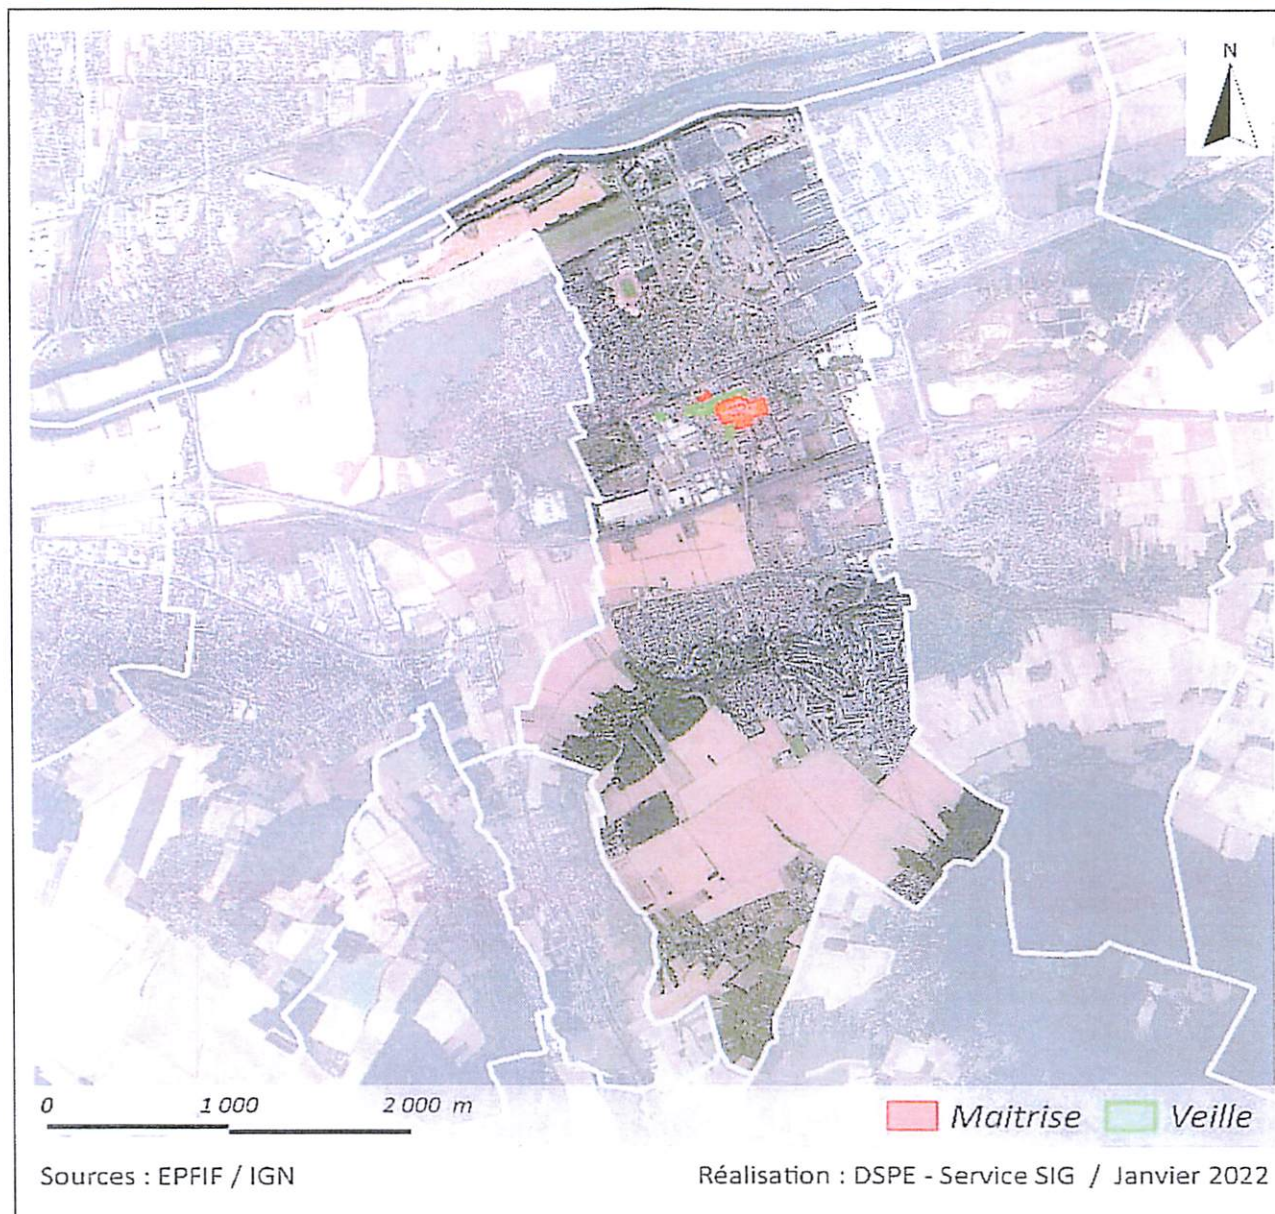 N
0 1 000 2 000 m
Maitrise Veille
Sources : EPFIF / IGN
Réalisation : DSPE - Service SIG / Janvier 2022